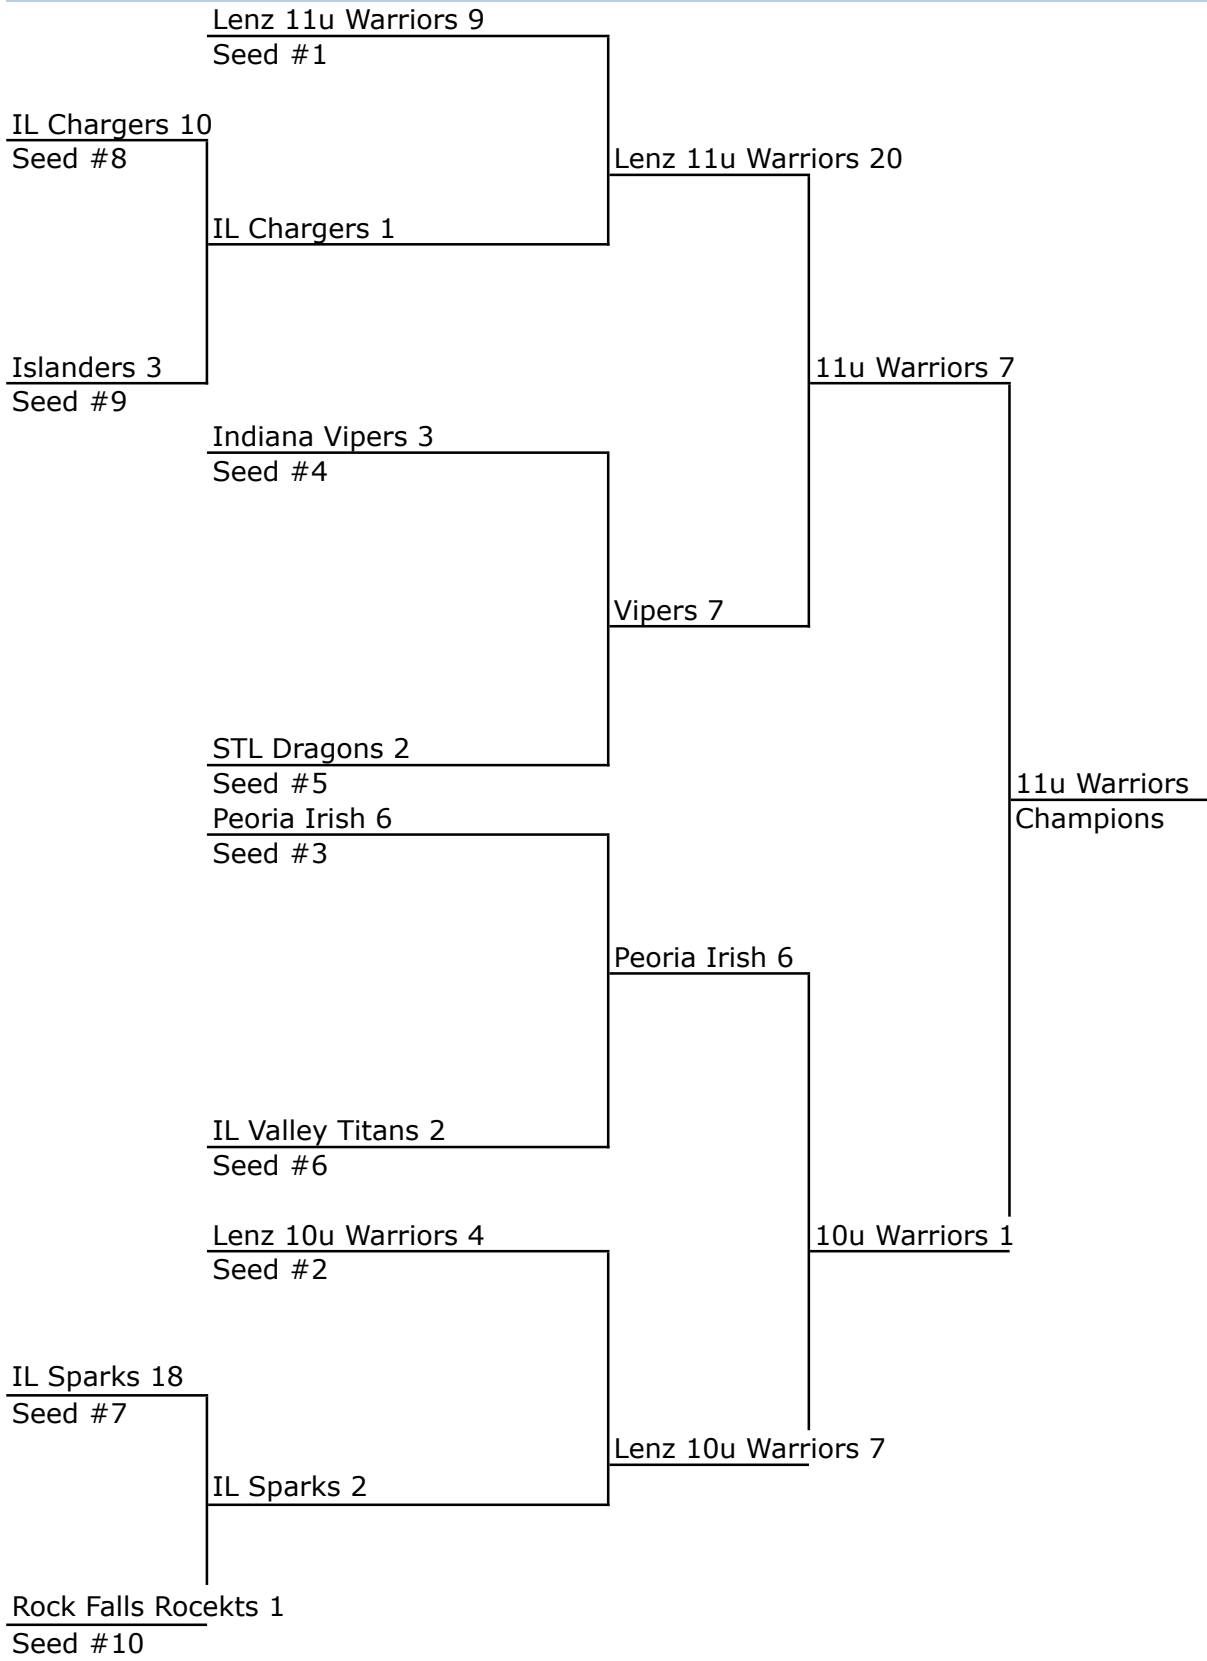 Lenz 11u Warriors 9
Seed #1
IL Chargers 10
Seed #8
Lenz 11u Warriors 20
IL Chargers 1
Islanders 3
Seed #9
11u Warriors 7
Indiana Vipers 3
Seed #4
Vipers 7
STL Dragons 2
Seed #5
11u Warriors
Champions
Peoria Irish 6
Seed #3
Peoria Irish 6
IL Valley Titans 2
Seed #6
Lenz 10u Warriors 4
Seed #2
10u Warriors 1
IL Sparks 18
Seed #7
Lenz 10u Warriors 7
IL Sparks 2
Rock Falls Rocekts 1
Seed #10